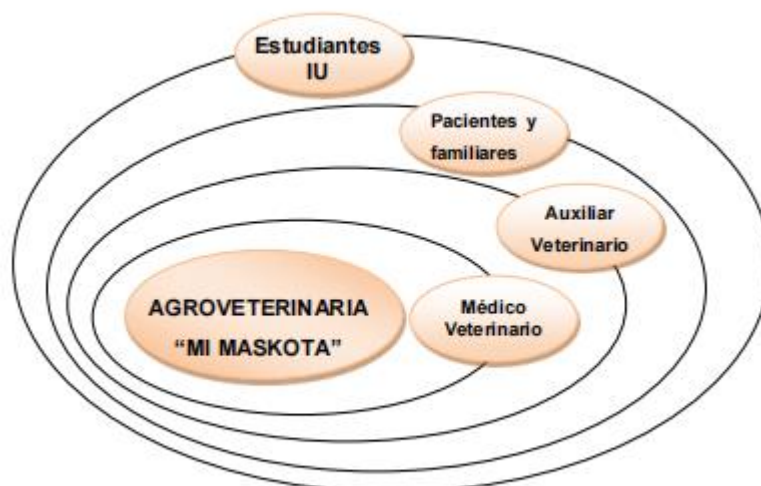 Estudiantes
IU
Pacientes y
familiares
Auxiliar
Veterinario
AGROVETERINARIA
“MI MASKOTA”
Médico
Veterinario